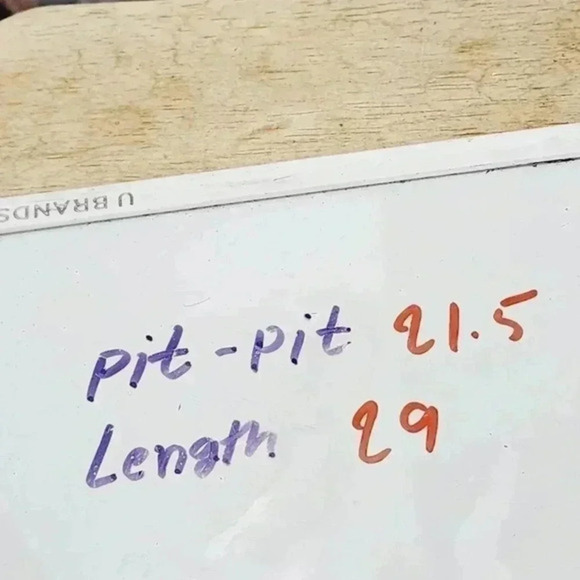 U BRANDS
pit-pit 21.5
Length 29